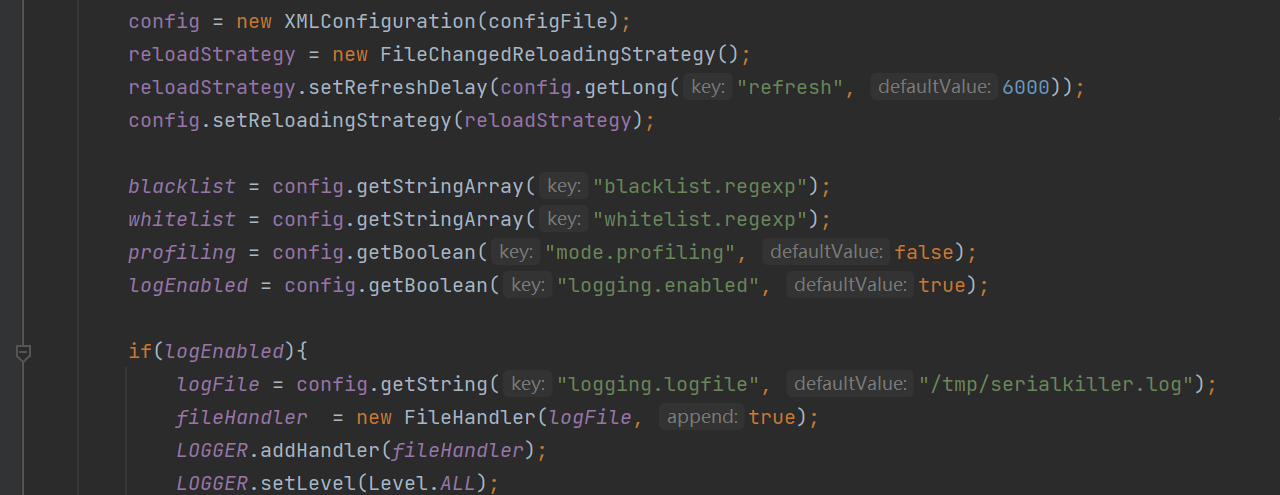 config = new XMLConfiguration(configFile);
reloadStrategy = new FileChangedReloadingStrategy();
reloadStrategy.setRefreshDelay(config.getLong( key: "refresh", defaultValue: 6000));
config.setReloadingStrategy(reloadStrategy);
blacklist = config.getStringArray( key: "blacklist.regexp");
whitelist = config.getStringArray( key: "whitelist.regexp");
profiling = config.getBoolean( key: "mode.profiling", defaultValue: false);
logEnabled = config.getBoolean( key: "logging.enabled", defaultValue: true);
if(logEnabled){
logFile = config.getString( key: "logging.logfile", defaultValue: "/tmp/serialkiller.log");
fileHandler  = new FileHandler(logFile, append: true);
LOGGER.addHandler(fileHandler);
LOGGER.setLevel(Level.ALL);